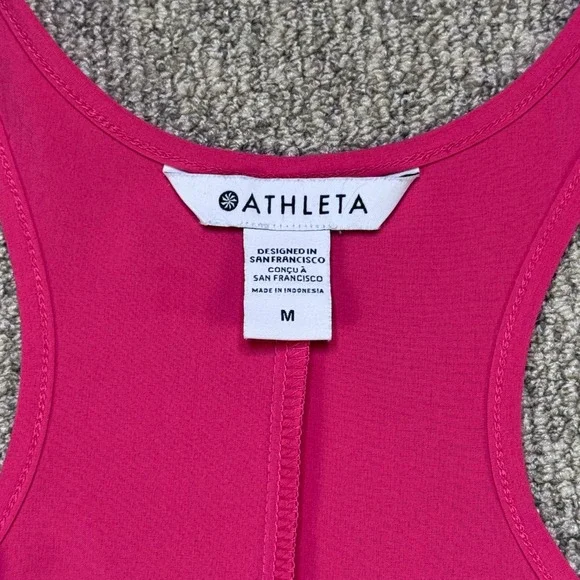 ATHLETA
DESIGNED IN
SAN FRANCISCO
CONÇU À
SAN FRANCISCO
MADE IN INDONESIA
M